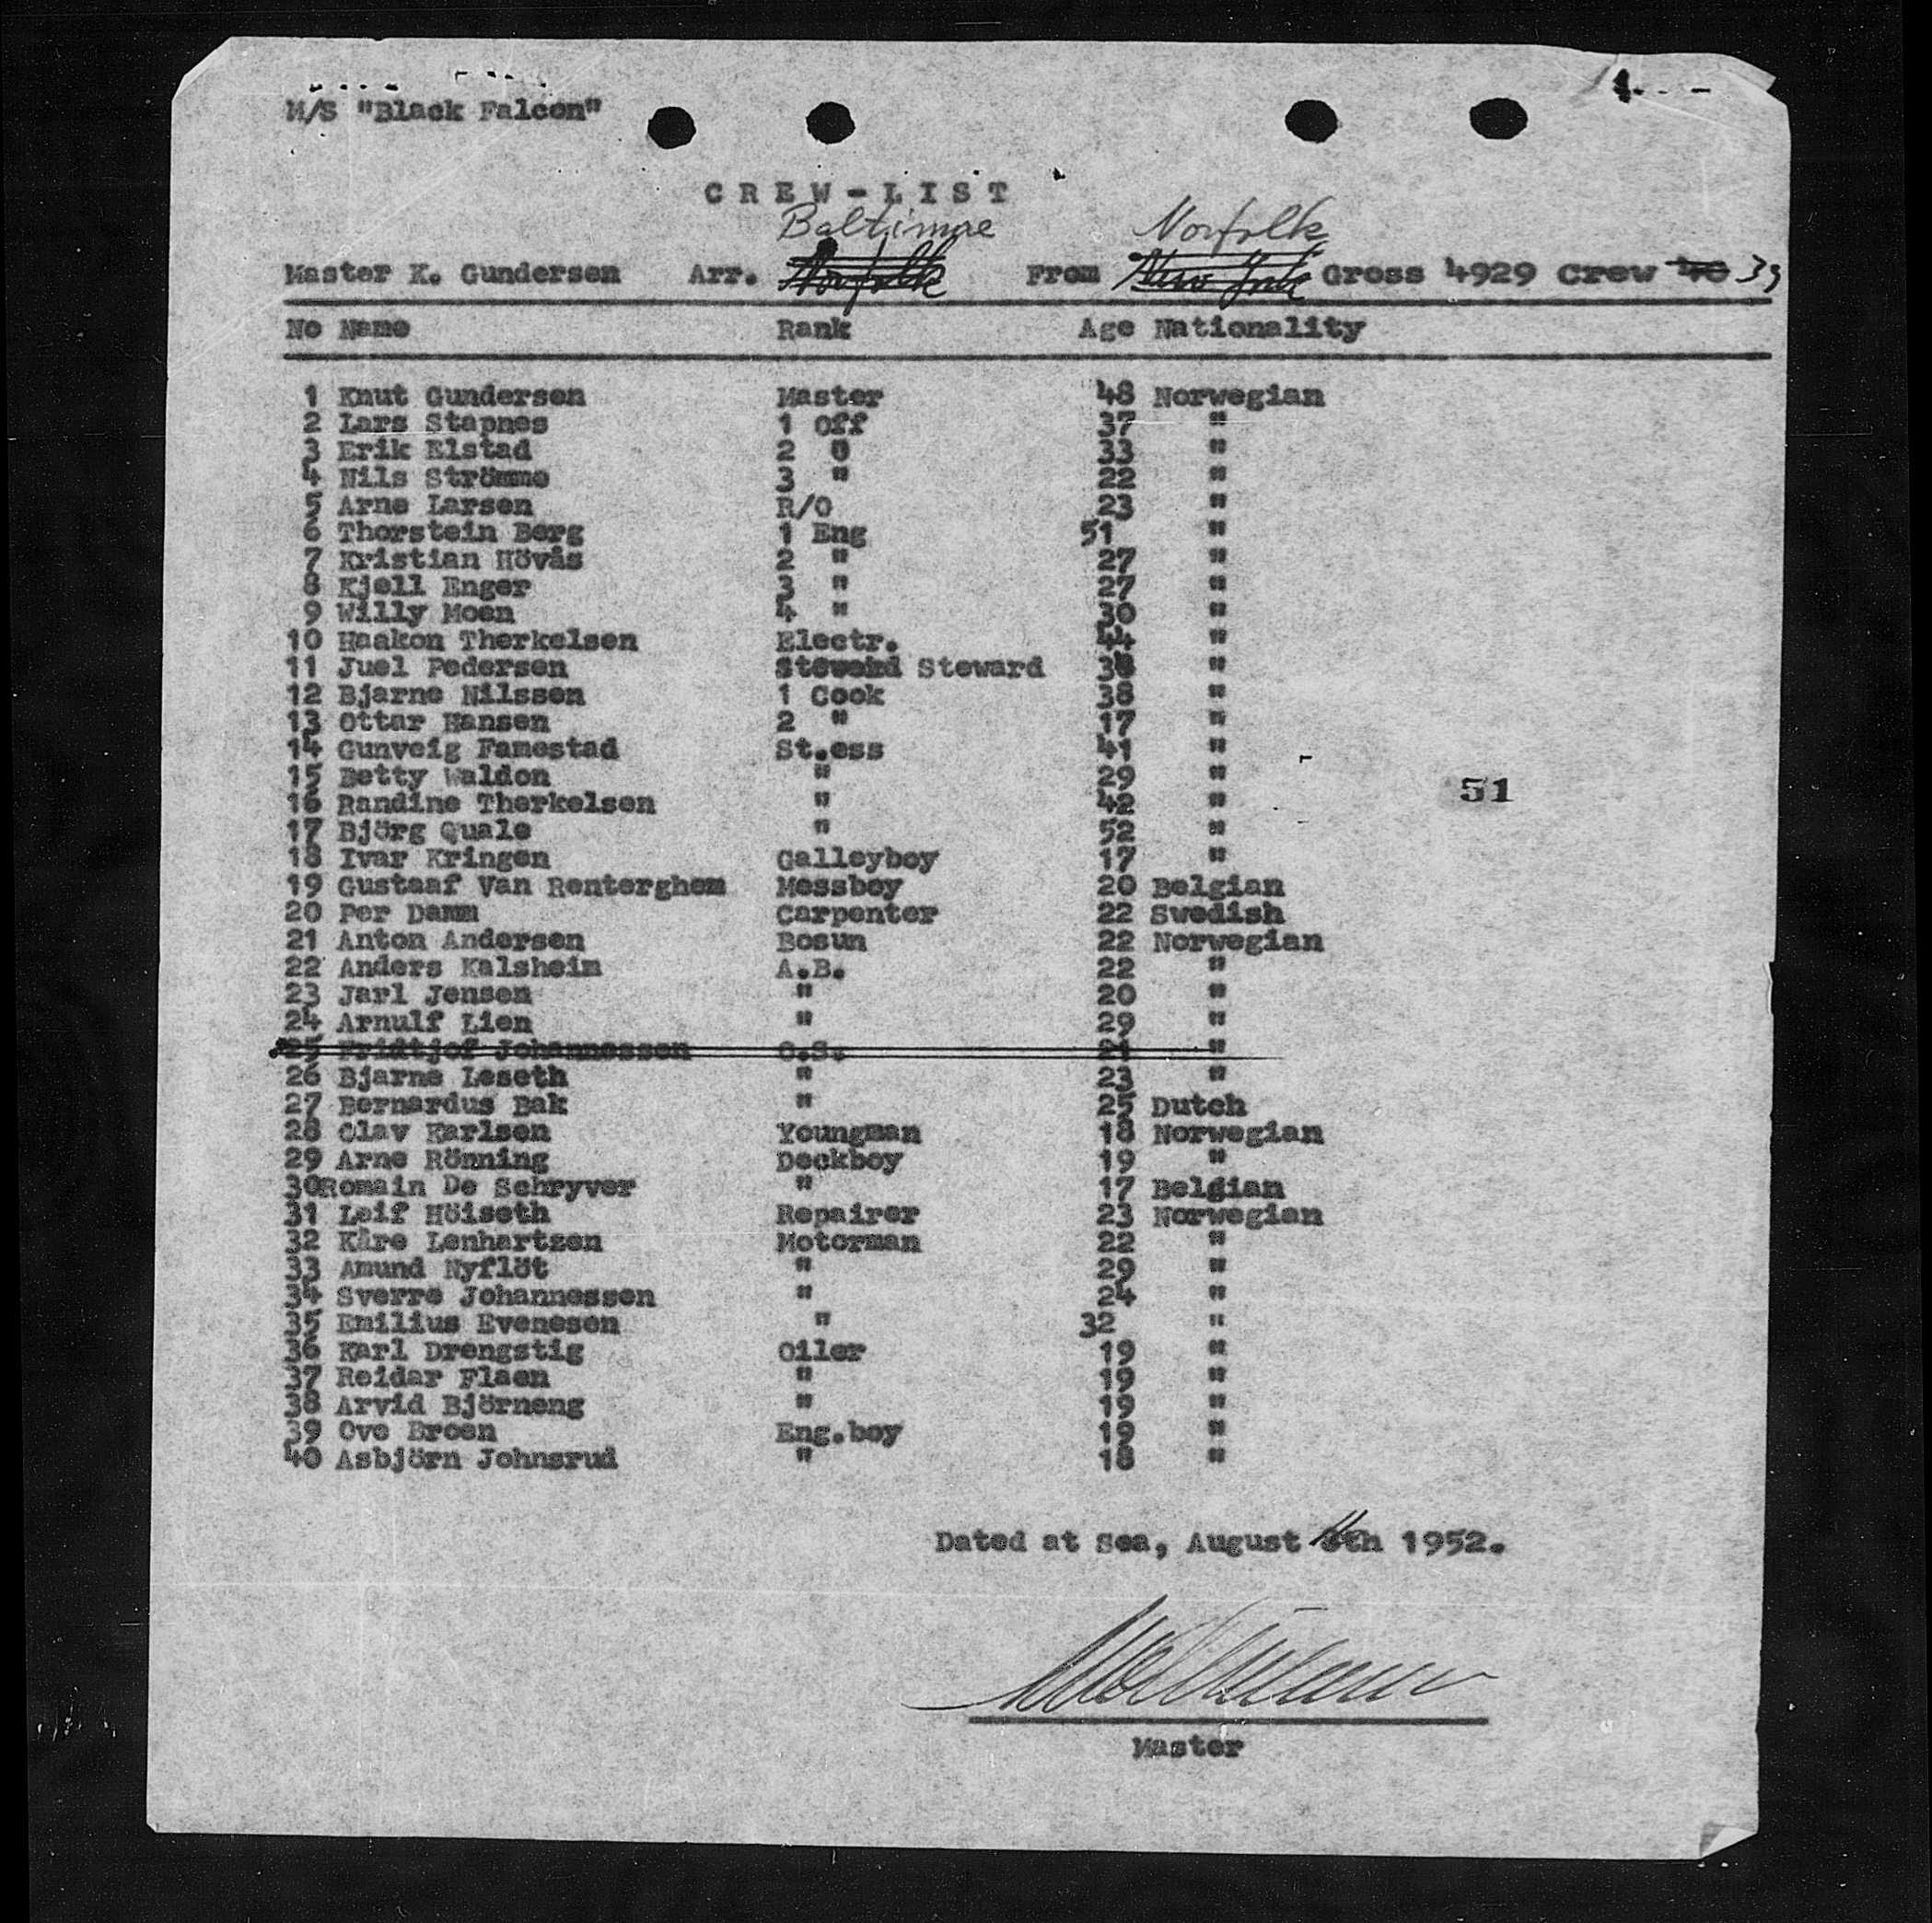 M/S "Black Falcon"
CREW-LIST
Baltimore Norfolk
Master K. Gundersen Arr. Norfolk From New York Gross 4929 Crew 40 39
No Name Rank Age Nationality
1 Knut Gundersen Master 48 Norwegian
2 Lars Stapnes 1 Off 37 "
3 Erik Elstad 2 " 33 "
4 Nils Strömme 3 " 22 "
5 Arne Larsen R/O 23 "
6 Thorstein Berg 1 Eng 51 "
7 Kristian Hövås 2 " 27 "
8 Kjell Enger 3 " 27 "
9 Willy Moen 4 " 30 "
10 Haakon Therkelsen Electr. 44 "
11 Juel Pedersen Steward "
12 Bjarne Nilssen 1 Cook 38 "
13 Ottar Hansen 2 " 17 "
14 Gunveig Famestad St.ess 41 "
15 Betty Waldon " 29 "
51
16 Randine Therkelsen " 42 "
17 Björg Quale " 52 "
18 Ivar Kringen Galleyboy 17 "
19 Gustaaf Van Renterghem Messboy 20 Belgian
20 Per Damm Carpenter 22 Swedish
21 Anton Andersen Bosun 22 Norwegian
22 Anders Kalsheim A.B. 22 "
23 Jarl Jensen " 20 "
24 Arnulf Lien " 29 "
25 Fridtjof Johannessen O.S. 21 "
26 Bjarne Leseth " 23 "
27 Bernardus Bak " 25 Dutch
28 Olav Karlsen Youngman 18 Norwegian
29 Arne Rönning Deckboy 19 "
30Romain De Schryver " 17 Belgian
31 Leif Höiseth Repairer 23 Norwegian
32 Kåre Lenhartzen Motorman 22 "
33 Amund Nyflöt " 29 "
34 Sverre Johannessen " 24 "
35 Emilius Evenesen " 32 "
36 Karl Drengstig Oiler 19 "
37 Reidar Flaen " 19 "
38 Arvid Björneng " 19 "
39 Ove Broen Eng.boy 19 "
40 Asbjörn Johnsrud " 18 "
Dated at Sea, August 11th 1952.
Master